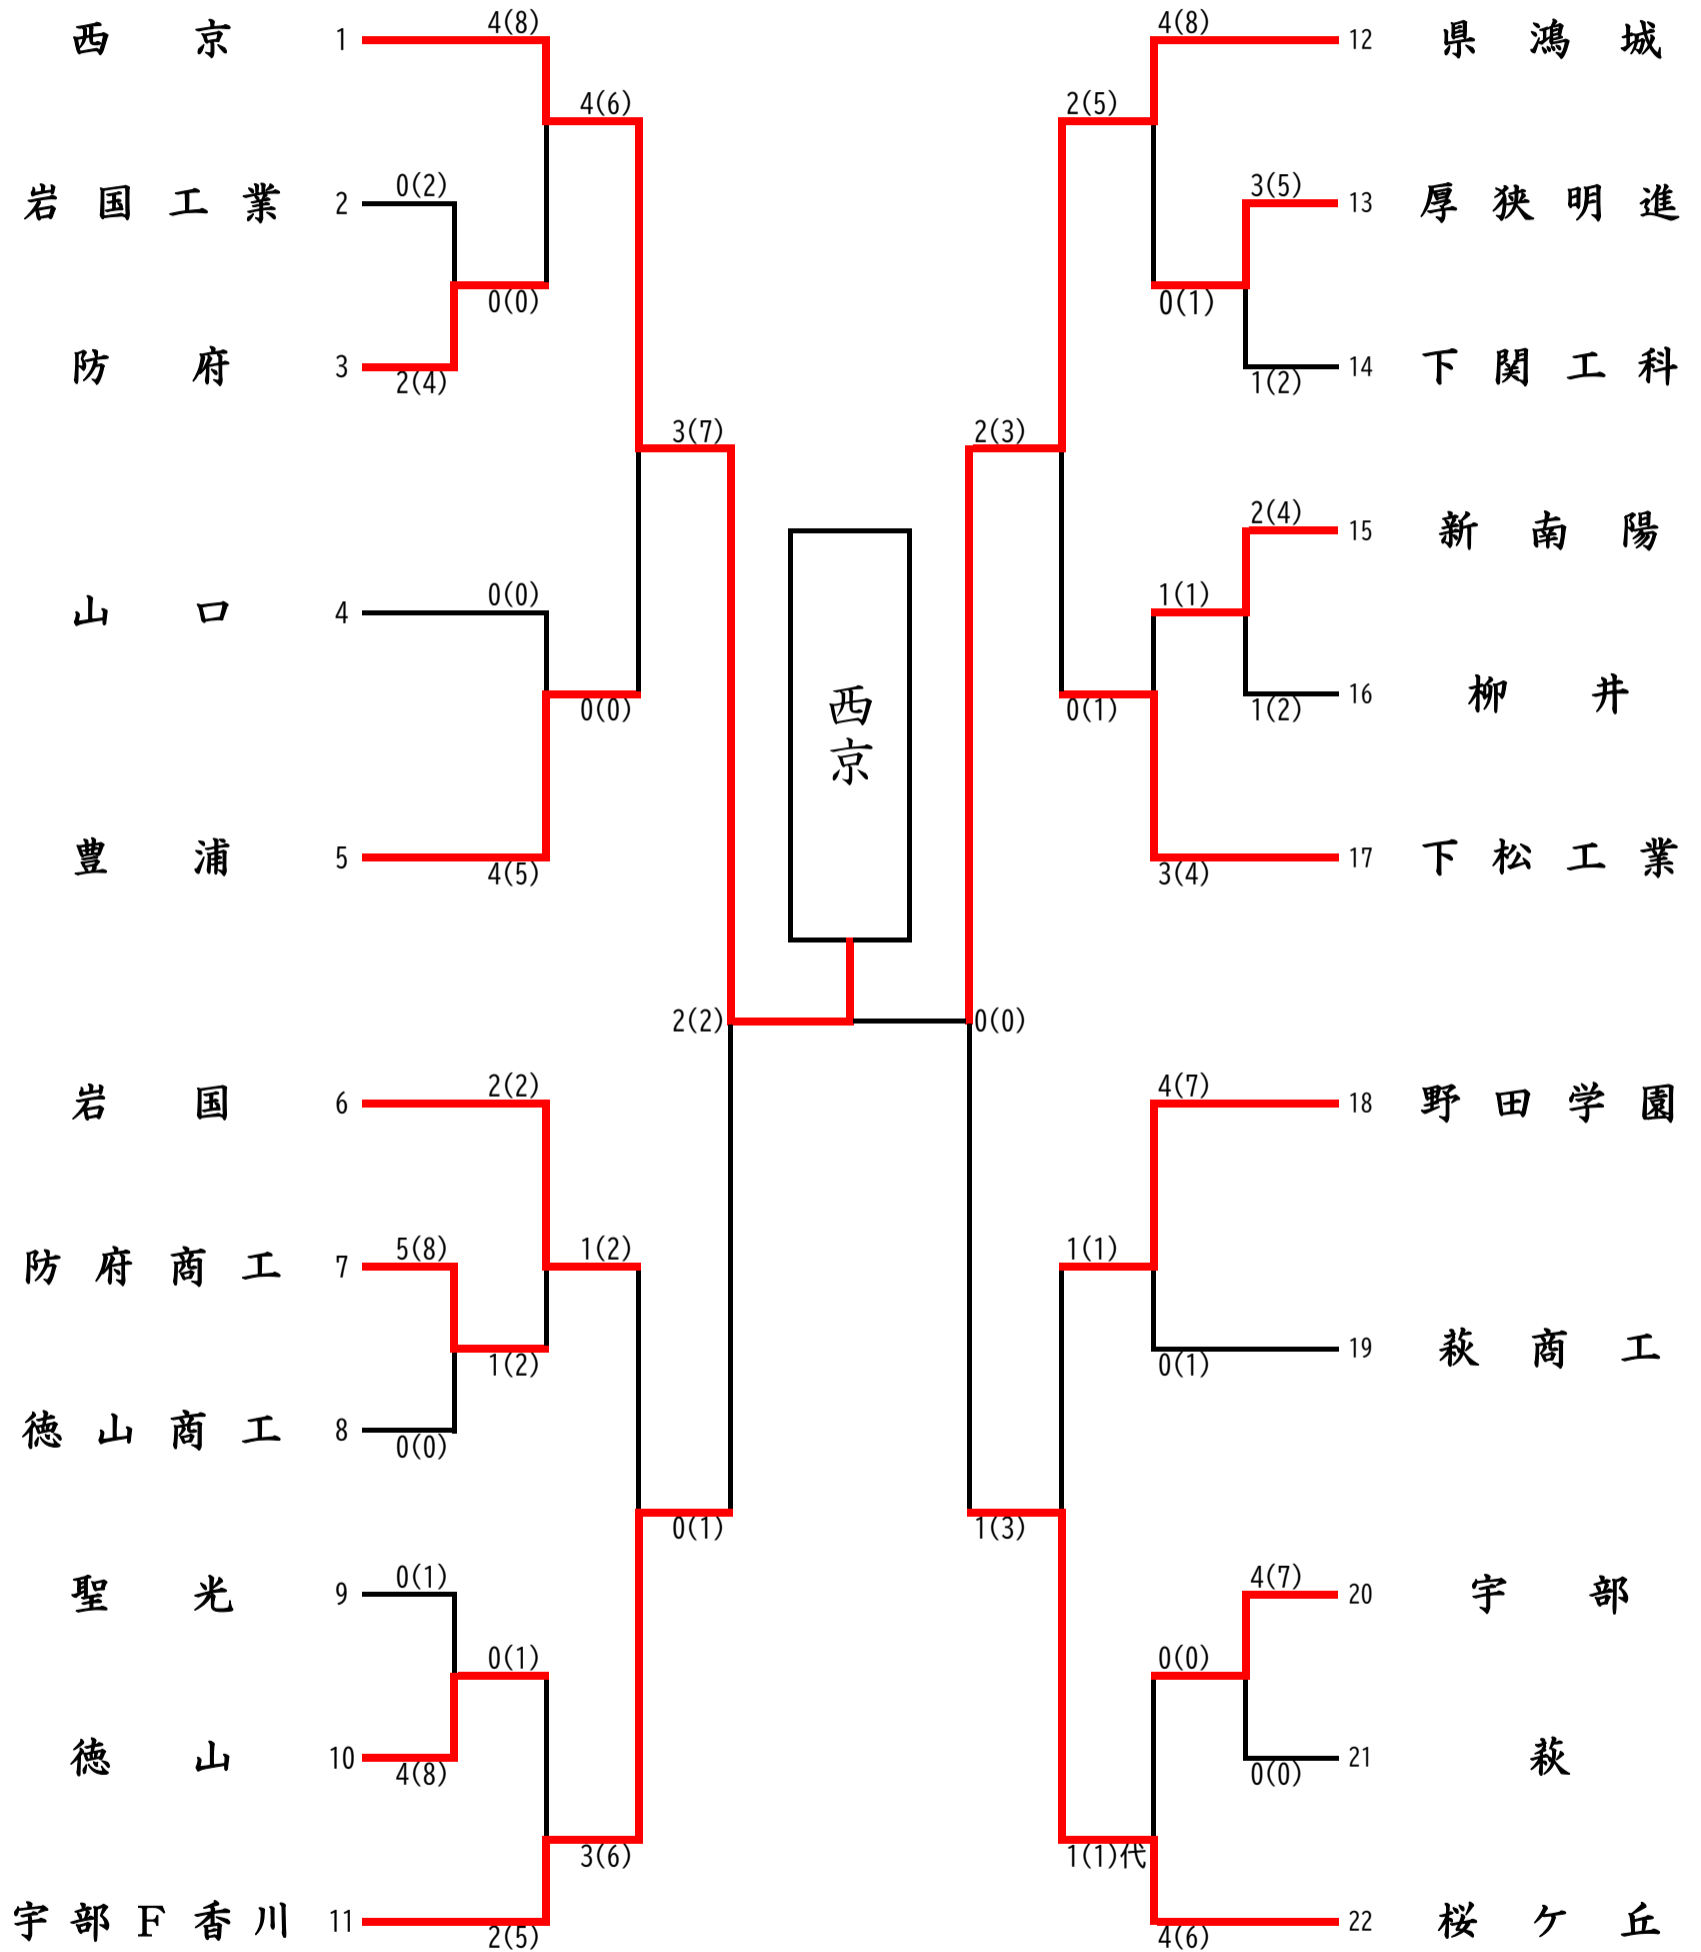 西京 1 4(8)
4(6)
岩国工業 2 0(2)
0(0)
防府 3 2(4)
3(7)
山口 4 0(0)
0(0)
豊浦 5 4(5)
2(2)
岩国 6 2(2)
防府商工 7 5(8)
1(2)
1(2)
徳山商工 8 0(0)
0(1)
聖光 9 0(1)
0(1)
徳山 10 4(8)
3(6)
宇部F香川 11 2(5)
西京
4(8) 12 県鴻城
2(5)
3(5) 13 厚狭明進
0(1)
1(2) 14 下関工科
2(3)
2(4) 15 新南陽
1(1)
1(2) 16 柳井
0(1)
3(4) 17 下松工業
0(0)
4(7) 18 野田学園
1(1)
0(1) 19 萩商工
1(3)
4(7) 20 宇部
0(0)
0(0) 21 萩
1(1)代
4(6) 22 桜ケ丘